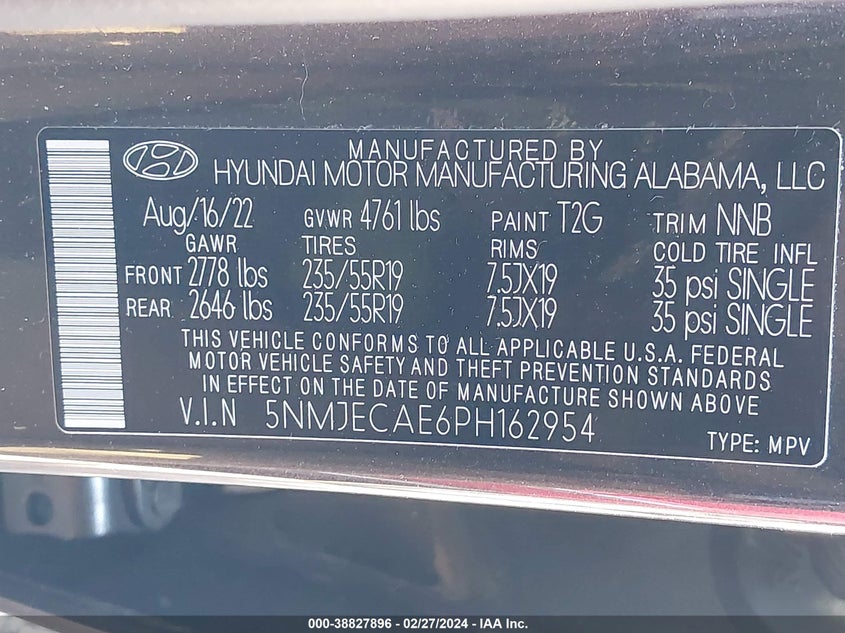 MANUFACTURED BY
HYUNDAI MOTOR MANUFACTURING ALABAMA, LLC
Aug/16/22 GVWR 4761 lbs PAINT T2G TRIM NNB
GAWR TIRES RIMS COLD TIRE INFL
FRONT 2778 lbs 235/55R19 7.5JX19 35 psi SINGLE
REAR 2646 lbs 235/55R19 7.5JX19 35 psi SINGLE
THIS VEHICLE CONFORMS TO ALL APPLICABLE U.S.A. FEDERAL
MOTOR VEHICLE SAFETY AND THEFT PREVENTION STANDARDS
IN EFFECT ON THE DATE OF MANUFACTURE SHOWN ABOVE
V.I.N 5NMJECAE6PH162954
TYPE: MPV
000-38827896 - 02/27/2024 - IAA Inc.